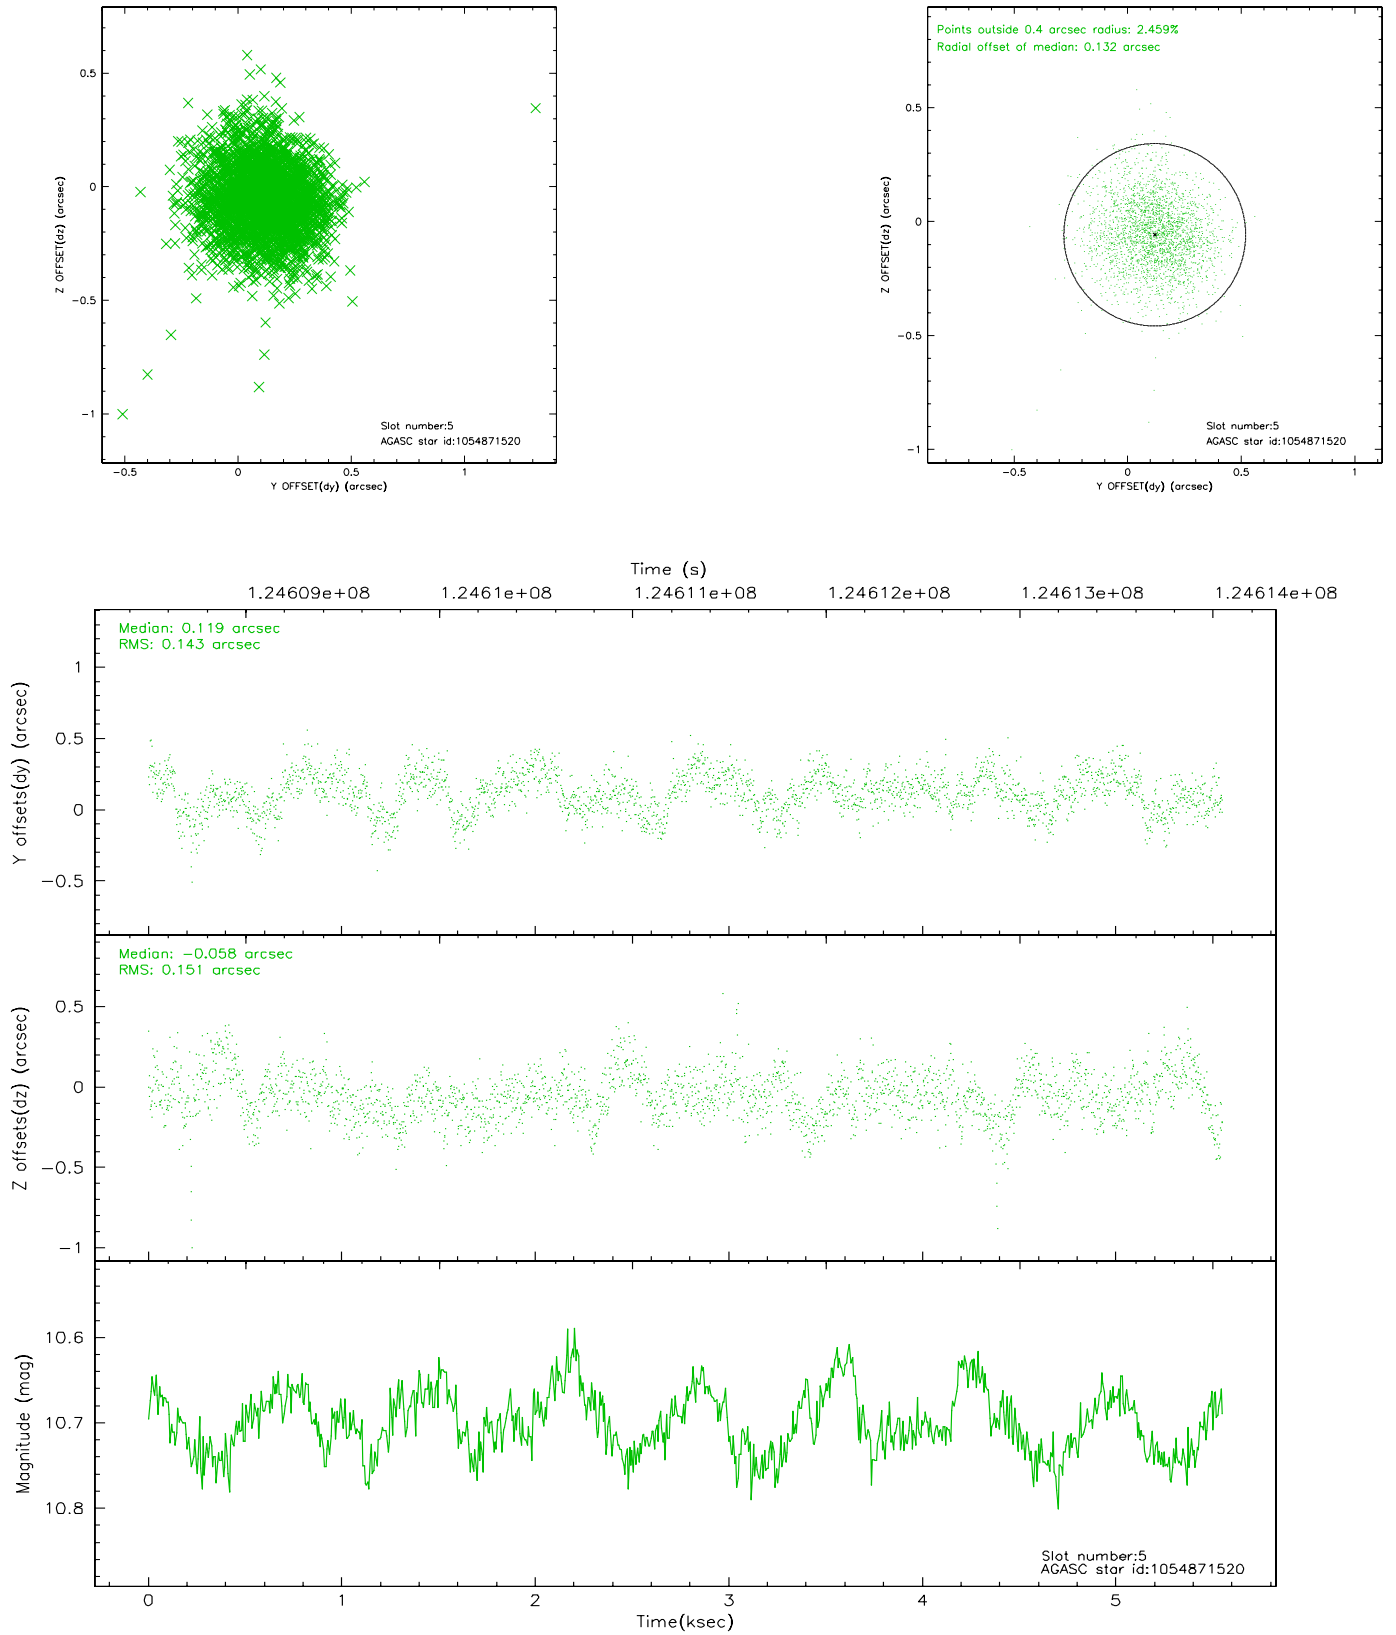 0.5
0
−0.5
−1
Z OFFSET(dz) (arcsec)
Slot number:5
AGASC star id:1054871520
−0.5 0 0.5 1
Y OFFSET(dy) (arcsec)
Points outside 0.4 arcsec radius: 2.459%
Radial offset of median: 0.132 arcsec
0.5
0
−0.5
−1
Z OFFSET(dz) (arcsec)
Slot number:5
AGASC star id:1054871520
−0.5 0 0.5 1
Y OFFSET(dy) (arcsec)
Time (s)
1.24609e+08 1.2461e+08 1.24611e+08 1.24612e+08 1.24613e+08 1.24614e+08
Median: 0.119 arcsec
RMS: 0.143 arcsec
1
0.5
0
−0.5
Y offsets(dy) (arcsec)
Median: −0.058 arcsec
RMS: 0.151 arcsec
0.5
0
−0.5
−1
Z offsets(dz) (arcsec)
10.6
10.7
10.8
Magnitude (mag)
Slot number:5
AGASC star id:1054871520
0 1 2 3 4 5
Time(ksec)